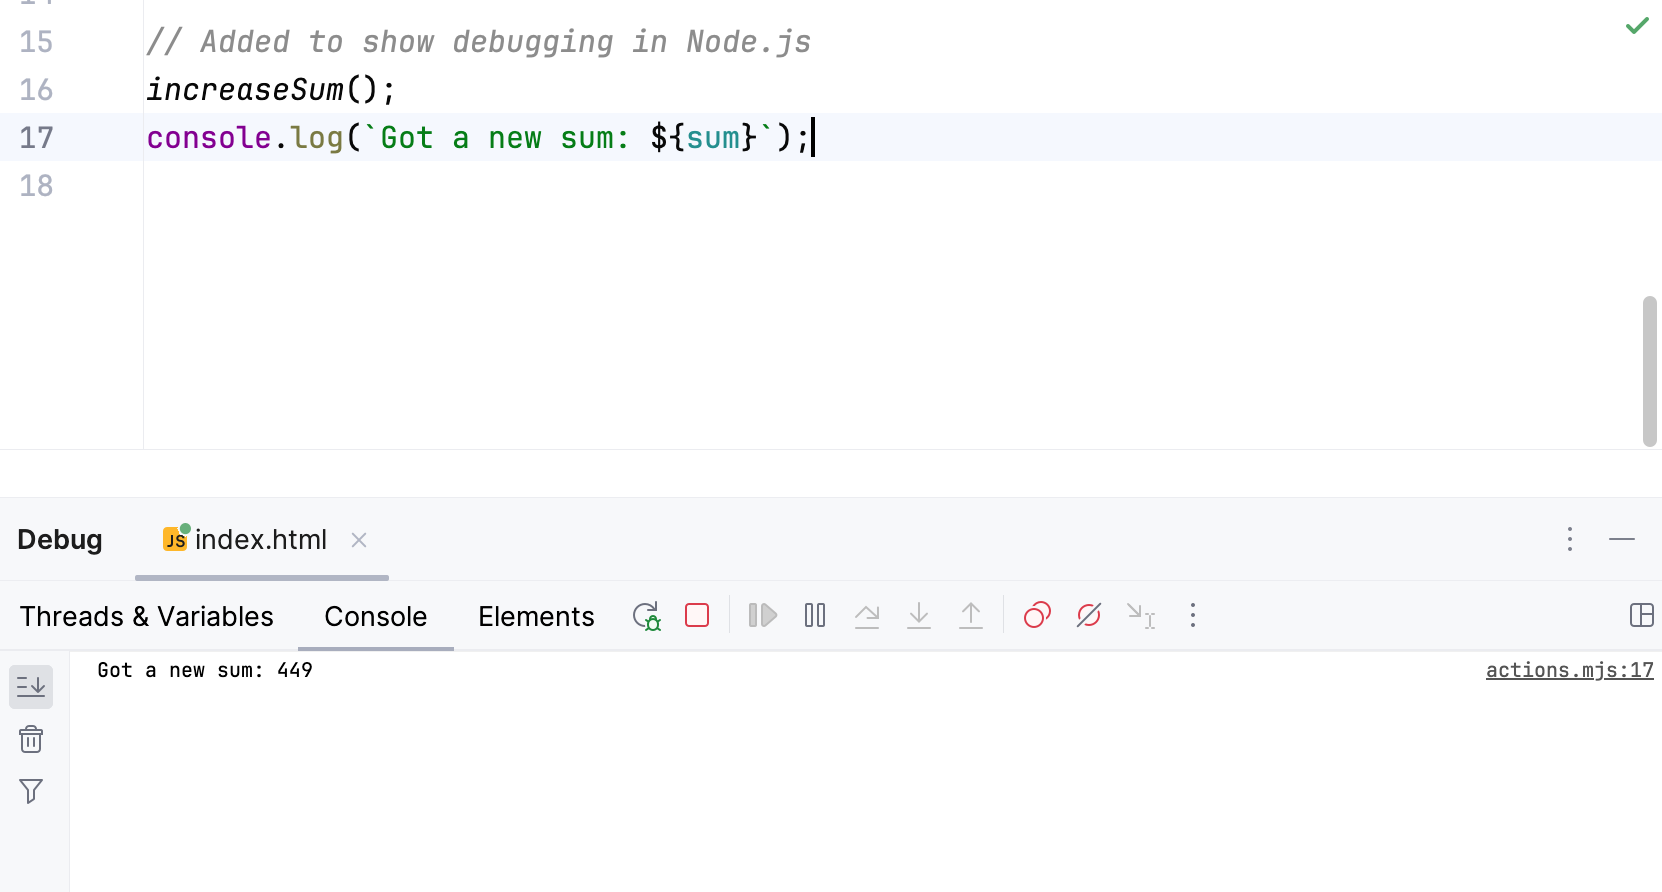 15 // Added to show debugging in Node.js
16 increaseSum();
17 console.log(`Got a new sum: ${sum}`);
18
Debug JS index.html
Threads & Variables Console Elements
Got a new sum: 449 actions.mjs:17